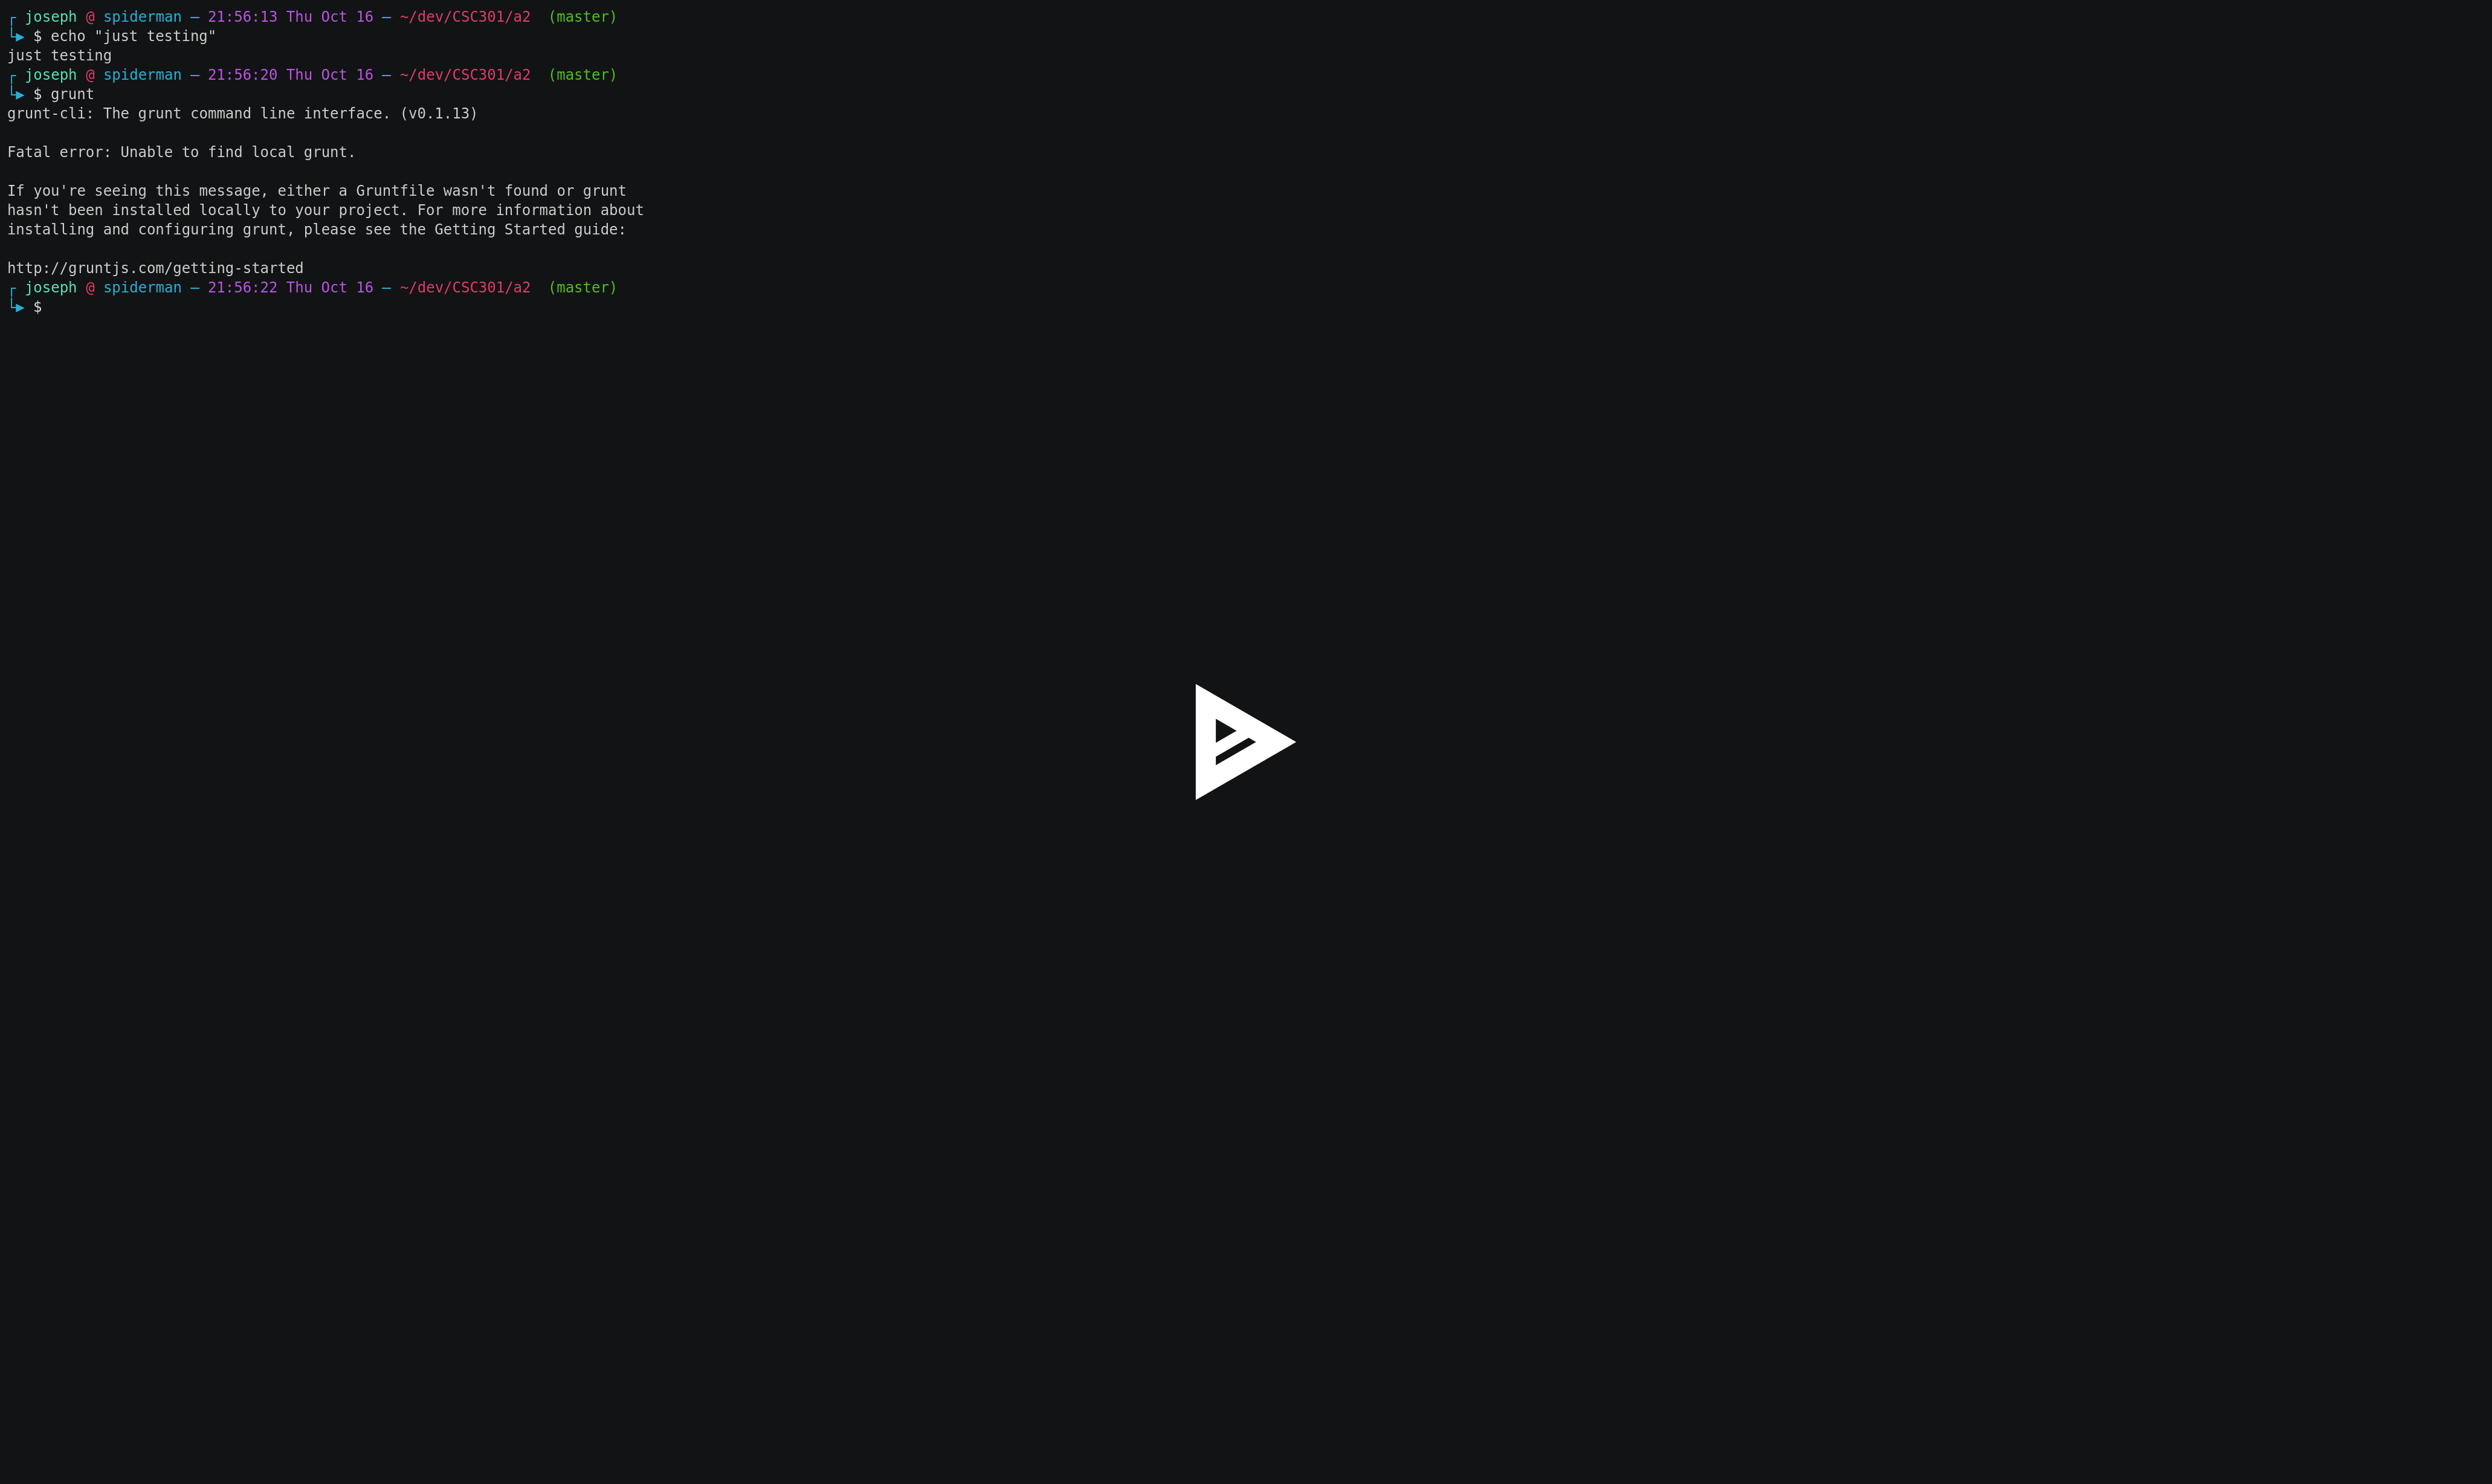 ┌ joseph @ spiderman — 21:56:13 Thu Oct 16 — ~/dev/CSC301/a2  (master)
└▶ $ echo "just testing"
just testing
┌ joseph @ spiderman — 21:56:20 Thu Oct 16 — ~/dev/CSC301/a2  (master)
└▶ $ grunt
grunt-cli: The grunt command line interface. (v0.1.13)

Fatal error: Unable to find local grunt.

If you're seeing this message, either a Gruntfile wasn't found or grunt
hasn't been installed locally to your project. For more information about
installing and configuring grunt, please see the Getting Started guide:

http://gruntjs.com/getting-started
┌ joseph @ spiderman — 21:56:22 Thu Oct 16 — ~/dev/CSC301/a2  (master)
└▶ $